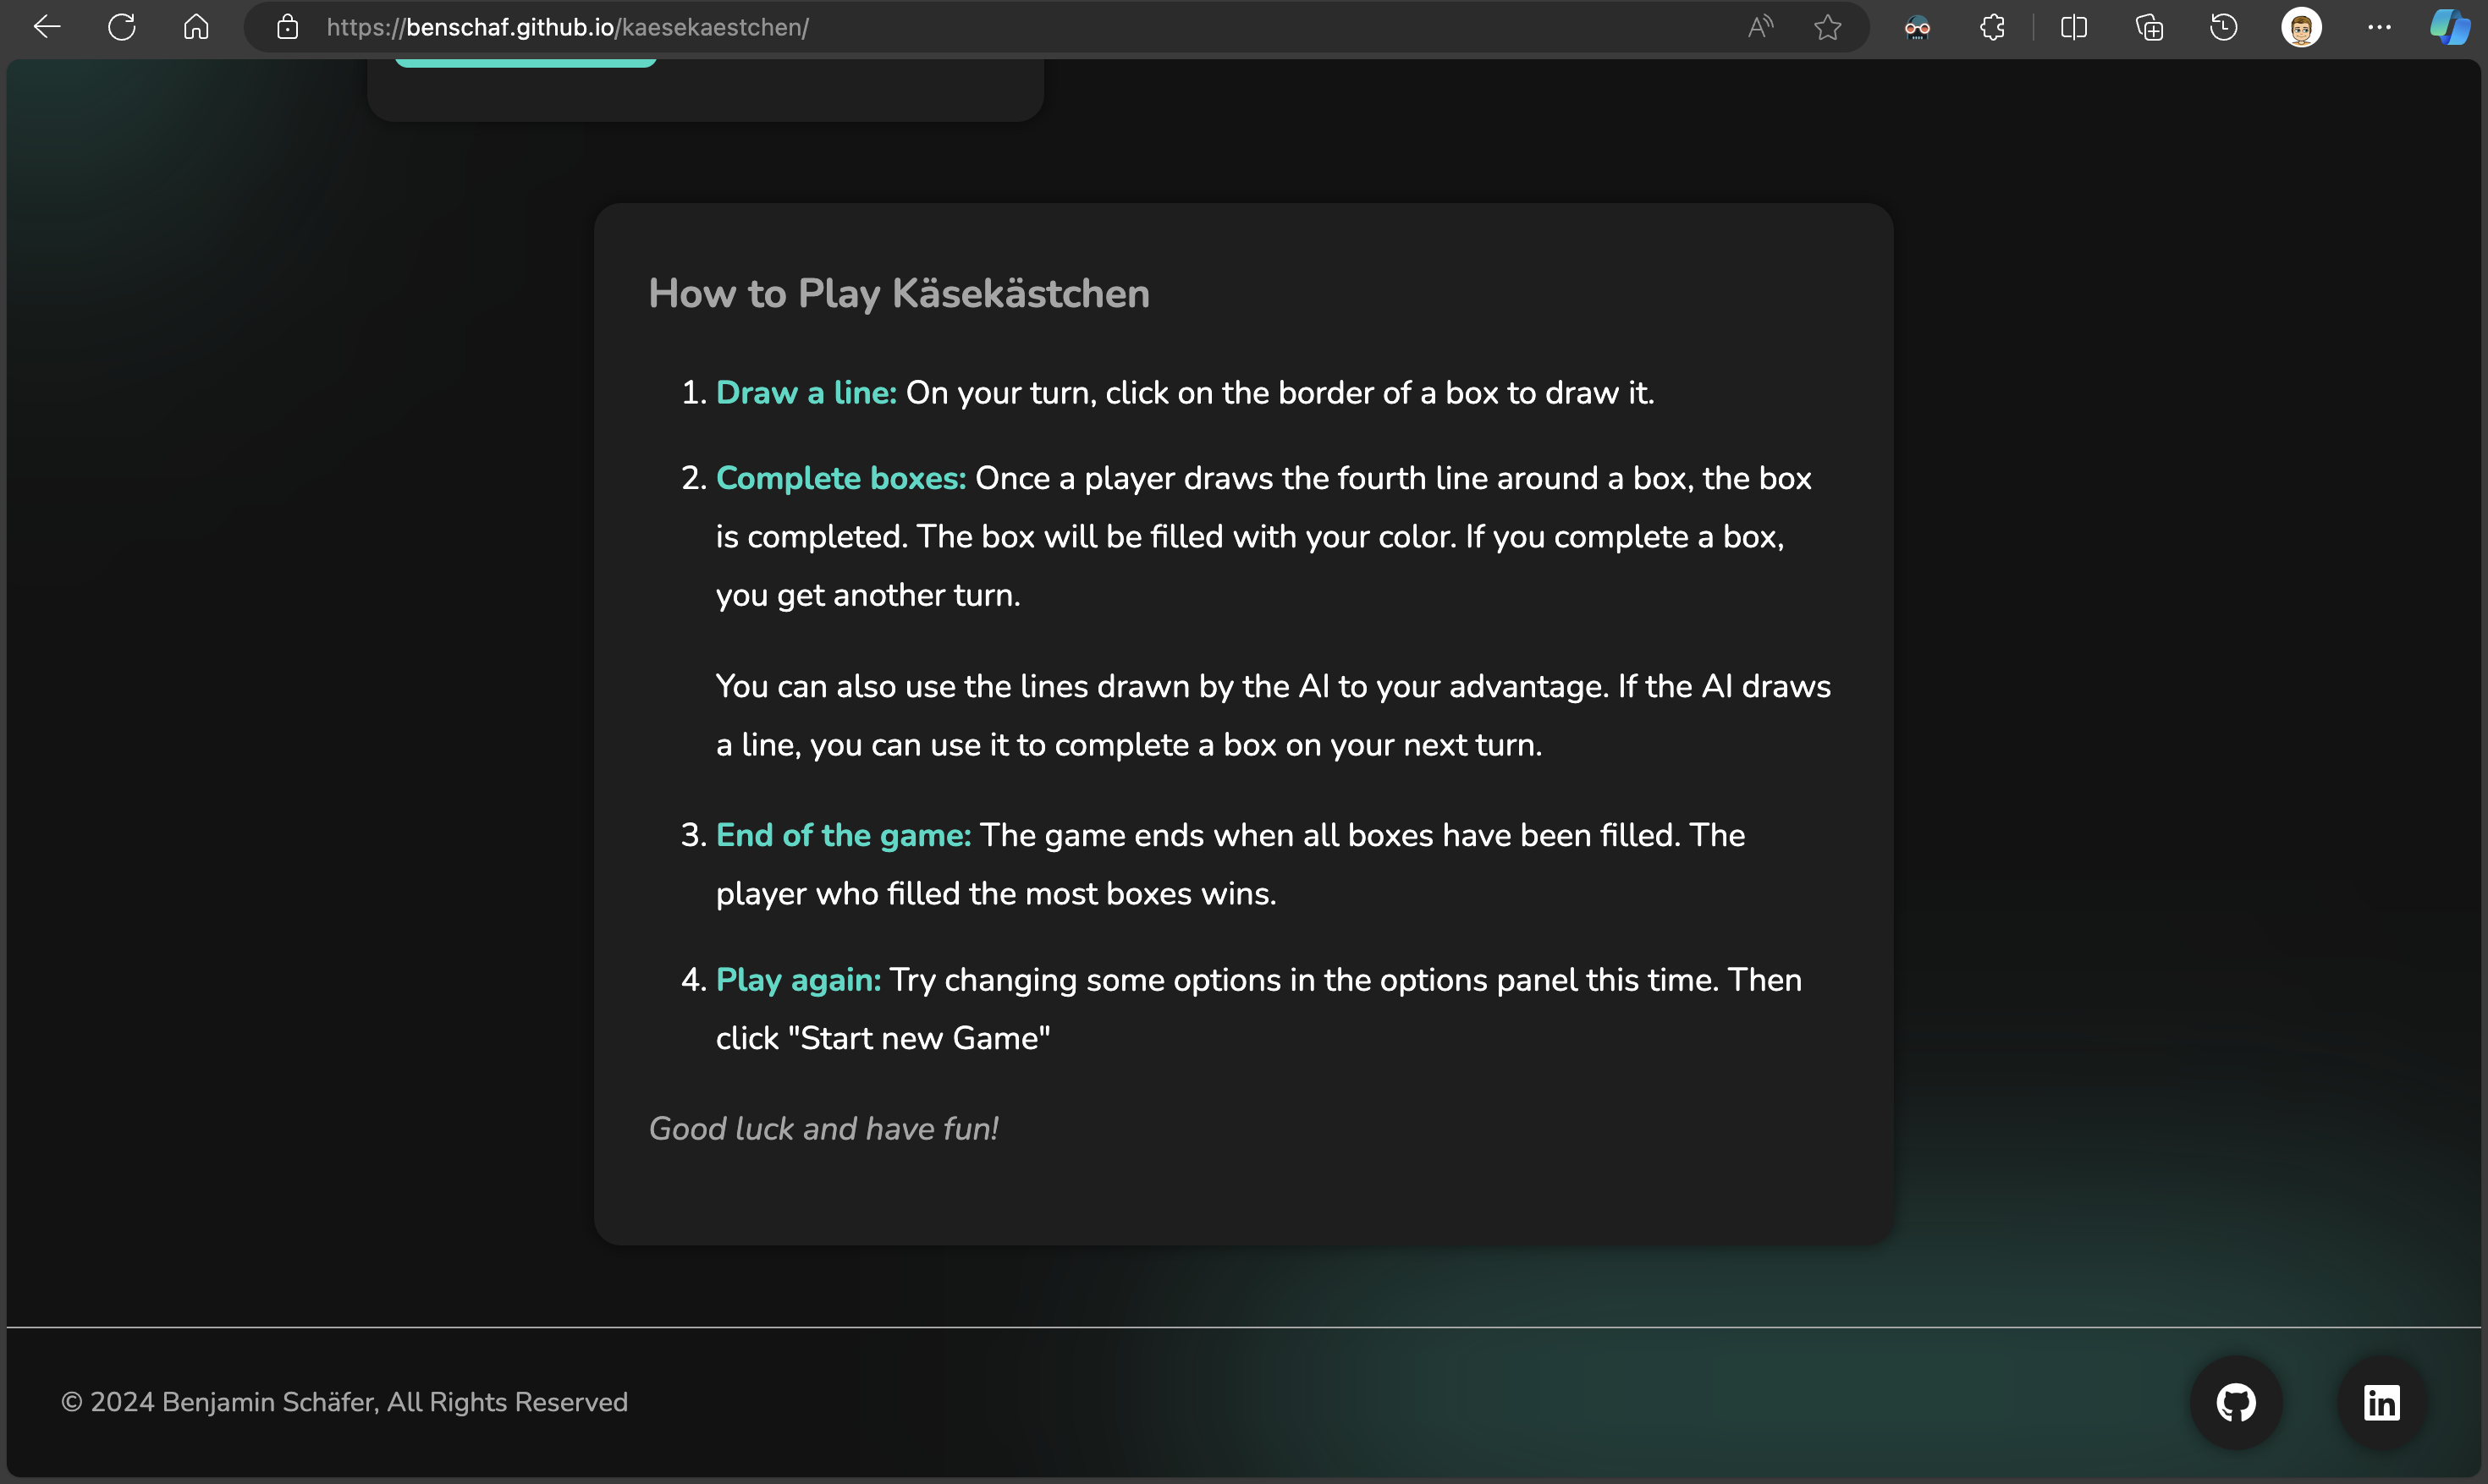 https://benschaf.github.io/kaesekaestchen/
How to Play Käsekästchen
1. Draw a line: On your turn, click on the border of a box to draw it.
2. Complete boxes: Once a player draws the fourth line around a box, the box
is completed. The box will be filled with your color. If you complete a box,
you get another turn.
You can also use the lines drawn by the AI to your advantage. If the AI draws
a line, you can use it to complete a box on your next turn.
3. End of the game: The game ends when all boxes have been filled. The
player who filled the most boxes wins.
4. Play again: Try changing some options in the options panel this time. Then
click "Start new Game"
Good luck and have fun!
© 2024 Benjamin Schäfer, All Rights Reserved